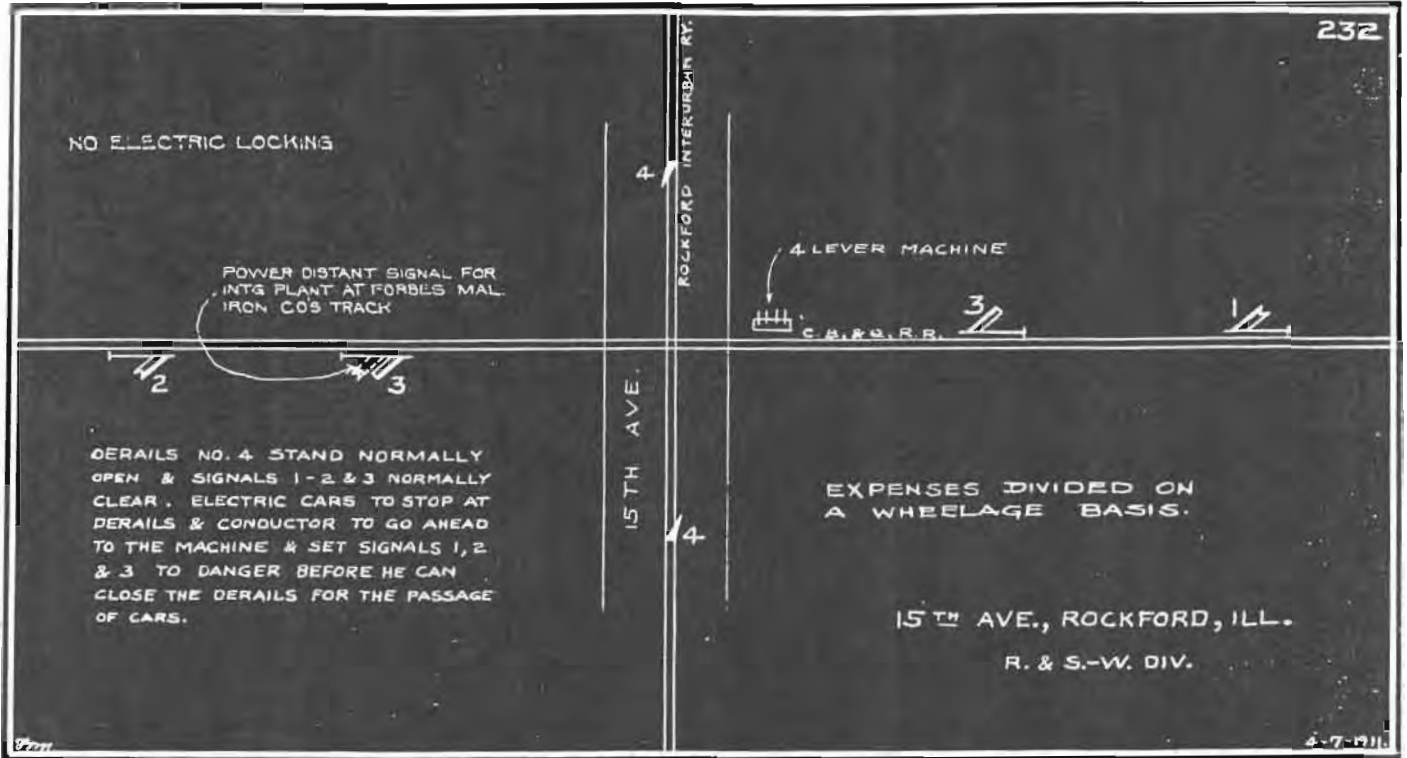 232
NO ELECTRIC LOCKING
ROCKFORD INTERURBAN RY.
4
4 LEVER MACHINE
POWER DISTANT SIGNAL FOR
INTG PLANT AT FORBES MAL.
IRON CO'S TRACK
3
1
C.B.&Q.R.R.
2
3
15TH AVE.
DERAILS NO. 4 STAND NORMALLY
OPEN & SIGNALS 1-2 & 3 NORMALLY
CLEAR. ELECTRIC CARS TO STOP AT
DERAILS & CONDUCTOR TO GO AHEAD
TO THE MACHINE & SET SIGNALS 1, 2
& 3 TO DANGER BEFORE HE CAN
CLOSE THE DERAILS FOR THE PASSAGE
OF CARS.
4
EXPENSES DIVIDED ON
A WHEELAGE BASIS.
15TH AVE., ROCKFORD, ILL.
R. & S.-W. DIV.
4-7-1911.